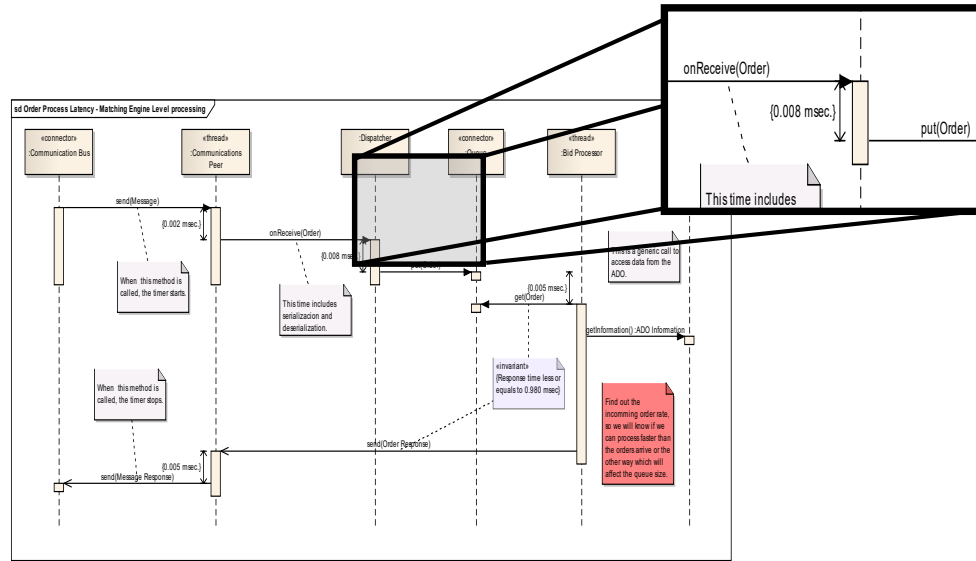 onReceive(Order)
{0.008 msec.}
put(Order)
This time includes
sd Order Process Latency - Matching Engine Level processing
«connector»
:Communication Bus
«thread»
:Communications
Peer
:Dispatcher
«connector»
:Queue
«thread»
:Bid Processor
send(Message)
{0.002 msec.}
onReceive(Order)
{0.008 msec.}
put(Order)
This is a generic call to
access data from the
ADO.
When this method is
called, the timer starts.
This time includes
serializacion and
deserialization.
{0.005 msec.}
get(Order)
getInformation() :ADO Information
«invariant»
{Response time less or
equals to 0.980 msec}
When this method is
called, the timer stops.
Find out the
incomming order rate,
so we will know if we
can process faster than
the orders arrive or the
other way which will
affect the queue size.
send(Order Response)
{0.005 msec.}
send(Message Response)